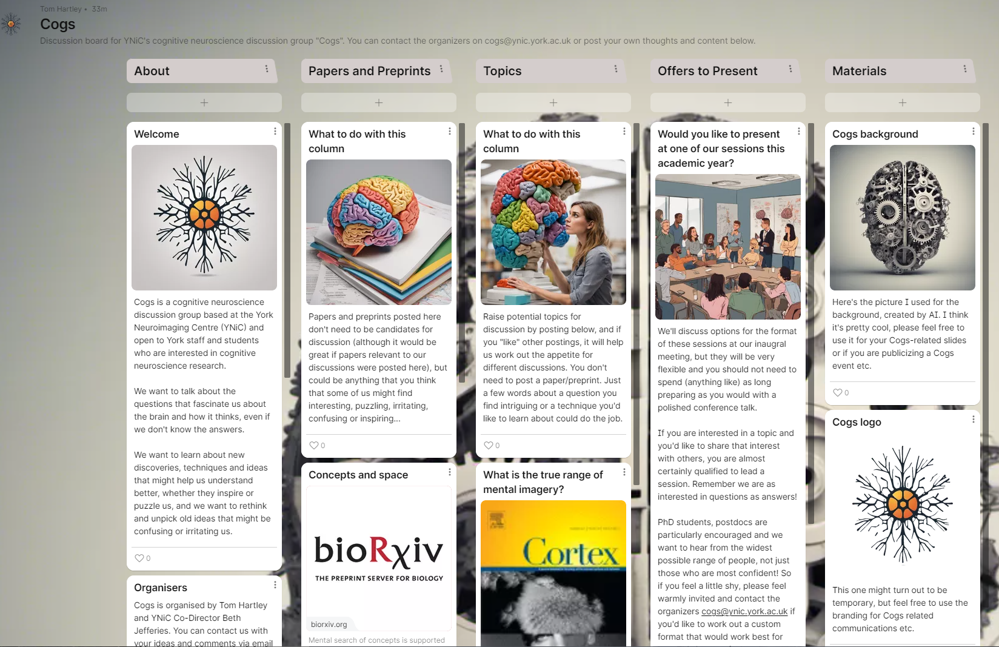 Tom Hartley • 33m
Cogs
Discussion board for YNiC's cognitive neuroscience discussion group "Cogs". You can contact the organizers on cogs@ynic.york.ac.uk or post your own thoughts and content below.
About
Welcome
Cogs is a cognitive neuroscience
discussion group based at the York
Neuroimaging Centre (YNiC) and
open to York staff and students
who are interested in cognitive
neuroscience research.
We want to talk about the
questions that fascinate us about
the brain and how it thinks, even if
we don't know the answers.
We want to learn about new
discoveries, techniques and ideas
that might help us understand
better, whether they inspire or
puzzle us, and we want to rethink
and unpick old ideas that might be
confusing or irritating us.
0
Organisers
Cogs is organised by Tom Hartley
and YNiC Co-Director Beth
Jefferies. You can contact us with
your ideas and comments via email
Papers and Preprints
What to do with this
column
Papers and preprints posted here
don't need to be candidates for
discussion (although it would be
great if papers relevant to our
discussions were posted here), but
could be anything that you think
that some of us might find
interesting, puzzling, irritating,
confusing or inspiring...
0
Concepts and space
bioRχiv
THE PREPRINT SERVER FOR BIOLOGY
biorxiv.org
Mental search of concepts is supported
Topics
What to do with this
column
Raise potential topics for
discussion by posting below, and if
you "like" other postings, it will help
us work out the appetite for
different discussions. You don't
need to post a paper/preprint. Just
a few words about a question you
find intriguing or a technique you'd
like to learn about could do the job.
0
What is the true range of
mental imagery?
Cortex
Offers to Present
Would you like to present
at one of our sessions this
academic year?
We'll discuss options for the format
of these sessions at our inaugral
meeting, but they will be very
flexible and you should not need to
spend (anything like) as long
preparing as you would with a
polished conference talk.
If you are interested in a topic and
you'd like to share that interest
with others, you are almost
certainly qualified to lead a
session. Remember we are as
interested in questions as answers!
PhD students, postdocs are
particularly encouraged and we
want to hear from the widest
possible range of people, not just
those who are most confident! So
if you feel a little shy, please feel
warmly invited and contact the
organizers cogs@ynic.york.ac.uk if
you'd like to work out a custom
format that would work best for
Materials
Cogs background
Here's the picture I used for the
background, created by AI. I think
it's pretty cool, please feel free to
use it for your Cogs-related slides
or if you are publicizing a Cogs
event etc.
0
Cogs logo
This one might turn out to be
temporary, but feel free to use the
branding for Cogs related
communications etc.